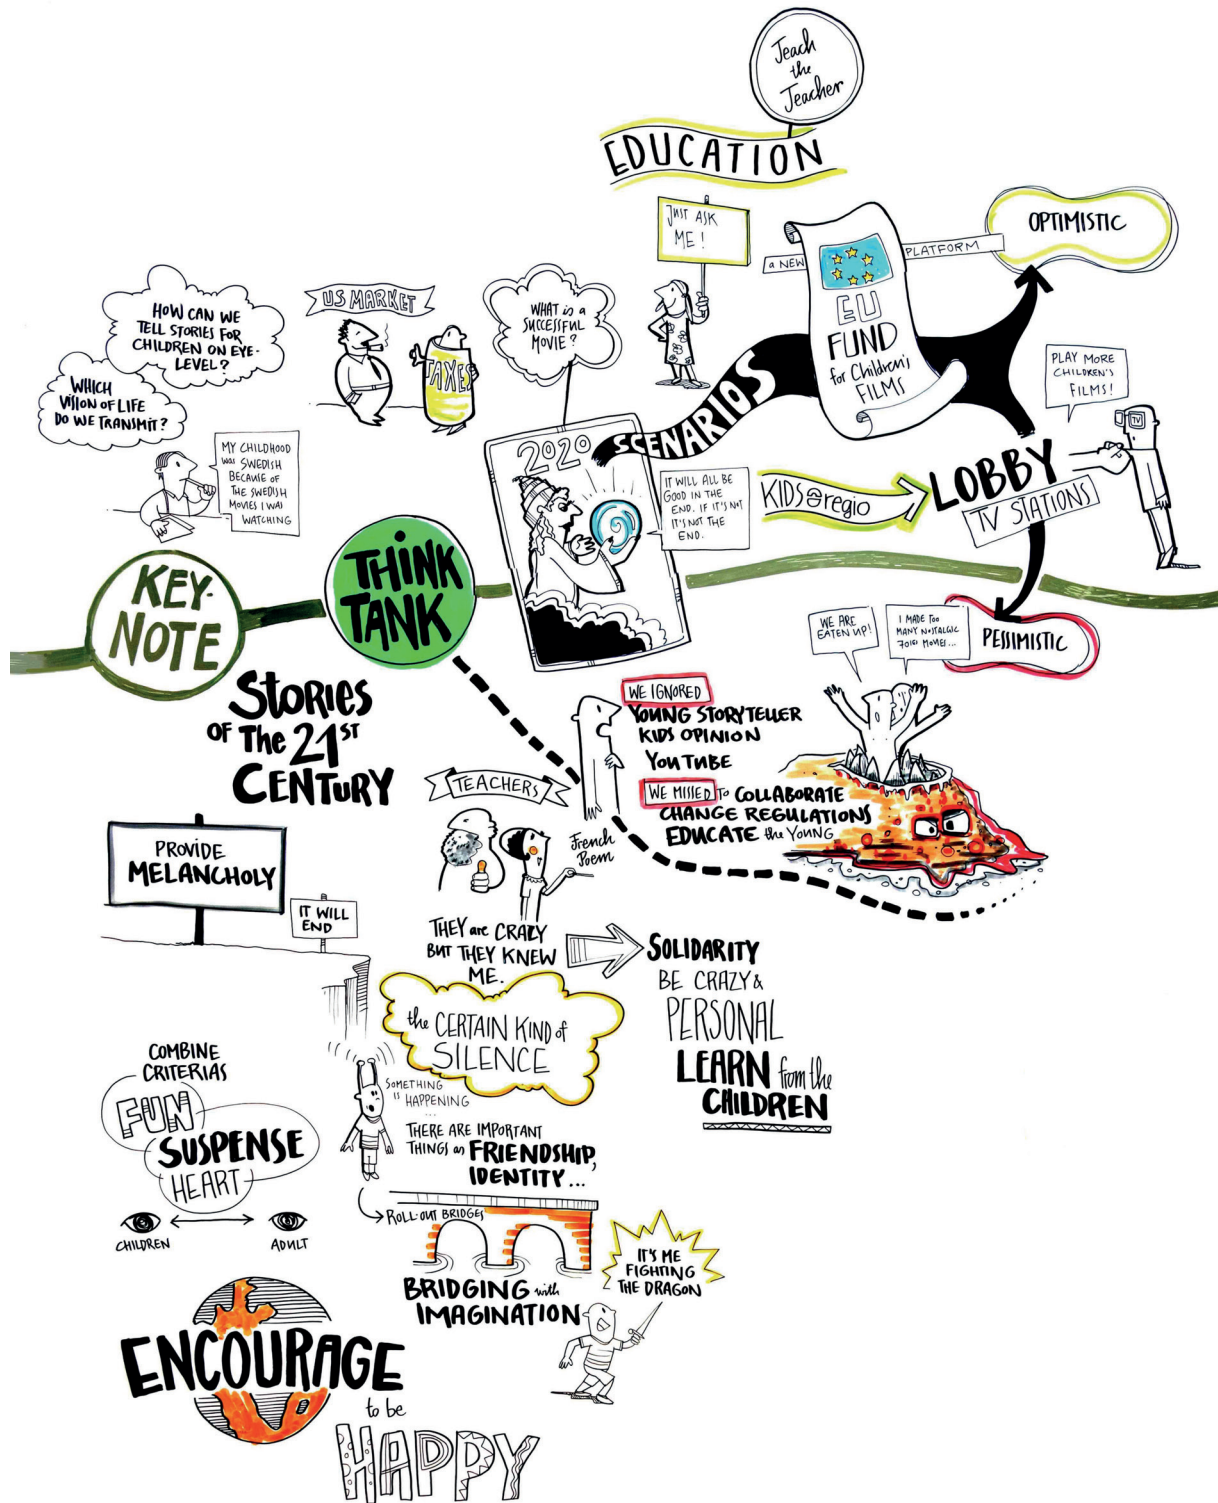 Teach
the
Teacher
EDUCATION
JUST ASK
ME!
a NEW
PLATFORM
OPTIMISTIC
EU
FUND
for Children's
FILMS
HOW CAN WE
TELL STORIES FOR
CHILDREN ON EYE-
LEVEL?
WHICH
VISION OF LIFE
DO WE TRANSMIT?
MY CHILDHOOD
was SWEDISH
BECAUSE OF
THE SWEDISH
MOVIES I WAS
WATCHING
US MARKET
TAXES
WHAT is a
SUCCESSFUL
MOVIE?
SCENARIOS
2020
IT WILL ALL BE
GOOD IN THE
END. IF IT'S NOT
IT'S NOT THE
END.
KIDS regio
PLAY MORE
CHILDREN'S
FILMS!
TV
LOBBY
TV STATIONS
KEY-
NOTE
THINK
TANK
STORIES
OF The 21ST
CENTURY
WE ARE
EATEN UP!
I MADE TOO
MANY NOSTALGIC
70ies MOVIES...
PESSIMISTIC
WE IGNORED
YOUNG STORYTELLER
KIDS OPINION
YOUTUBE
WE MISSED to COLLABORATE
CHANGE REGULATIONS
EDUCATE the YOUNG
TEACHERS
French
Poem
THEY are CRAZY
BUT THEY KNEW
ME.
SOLIDARITY
BE CRAZY &
PERSONAL
LEARN from the
CHILDREN
PROVIDE
MELANCHOLY
IT WILL
END
the CERTAIN KIND of
SILENCE
SOMETHING
IS HAPPENING
...
THERE ARE IMPORTANT
THINGS as FRIENDSHIP,
IDENTITY...
COMBINE
CRITERIAS
FUN
SUSPENSE
HEART
CHILDREN
ADULT
ROLL-OUT BRIDGES
BRIDGING with
IMAGINATION
IT'S ME
FIGHTING
THE DRAGON
ENCOURAGE
to be
HAPPY